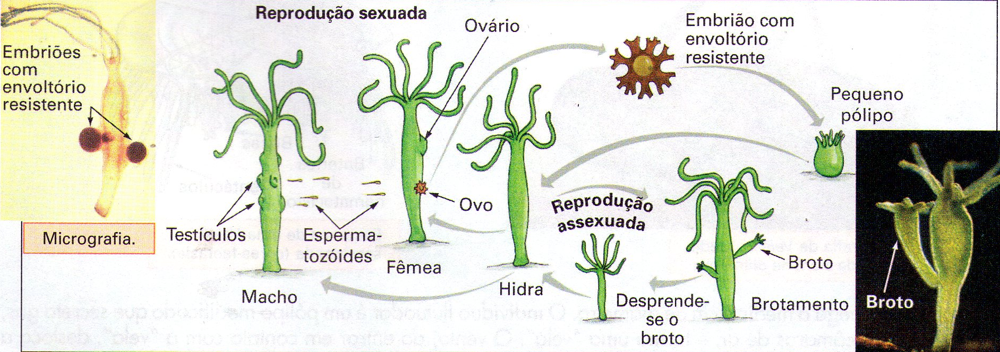 Reprodução sexuada
Embriões
com
envoltório
resistente
Micrografia.
Testículos
Esperma-
tozóides
Macho
Fêmea
Ovário
Ovo
Hidra
Embrião com
envoltório
resistente
Pequeno
pólipo
Reprodução
assexuada
Desprende-
se o
broto
Broto
Brotamento
Broto